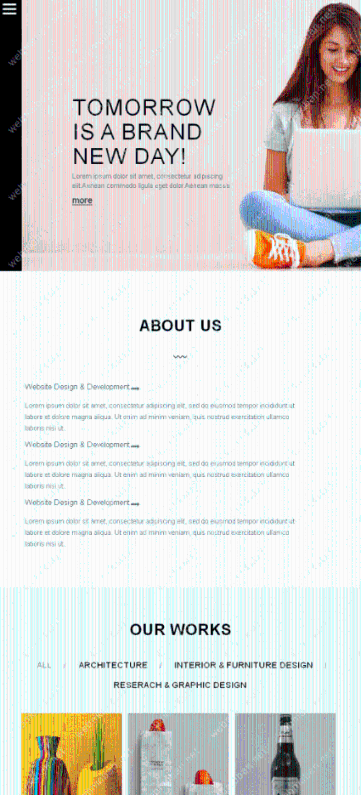 TOMORROW
IS A BRAND
NEW DAY!
Lorem ipsum dolor sit amet, consectetur adipiscing
elit.Aenean commodo ligula eget dolor.Aenean macus
more
ABOUT US
Website Design & Development
Lorem ipsum dolor sit amet, consectetur adipiscing elit, sed do eiusmod tempor incididunt ut
labore et dolore magna aliqua. Ut enim ad minim veniam, quis nostrud exercitation ullamco
laboris nisi ut.
Website Design & Development
Lorem ipsum dolor sit amet, consectetur adipiscing elit, sed do eiusmod tempor incididunt ut
labore et dolore magna aliqua. Ut enim ad minim veniam, quis nostrud exercitation ullamco
laboris nisi ut.
Website Design & Development
Lorem ipsum dolor sit amet, consectetur adipiscing elit, sed do eiusmod tempor incididunt ut
labore et dolore magna aliqua. Ut enim ad minim veniam, quis nostrud exercitation ullamco
laboris nisi ut.
OUR WORKS
ALL / ARCHITECTURE / INTERIOR & FURNITURE DESIGN /
RESERACH & GRAPHIC DESIGN